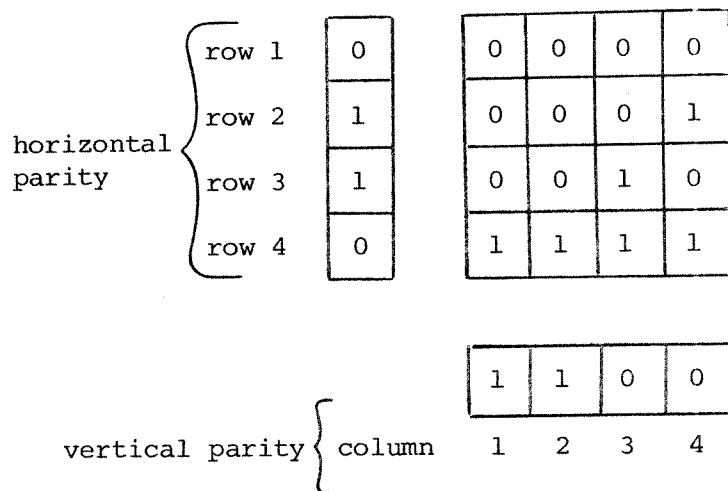 row 1 0 0 0 0 0
row 2 1 0 0 0 1
horizontal
parity
row 3 1 0 0 1 0
row 4 0 1 1 1 1
1 1 0 0
vertical parity column 1 2 3 4